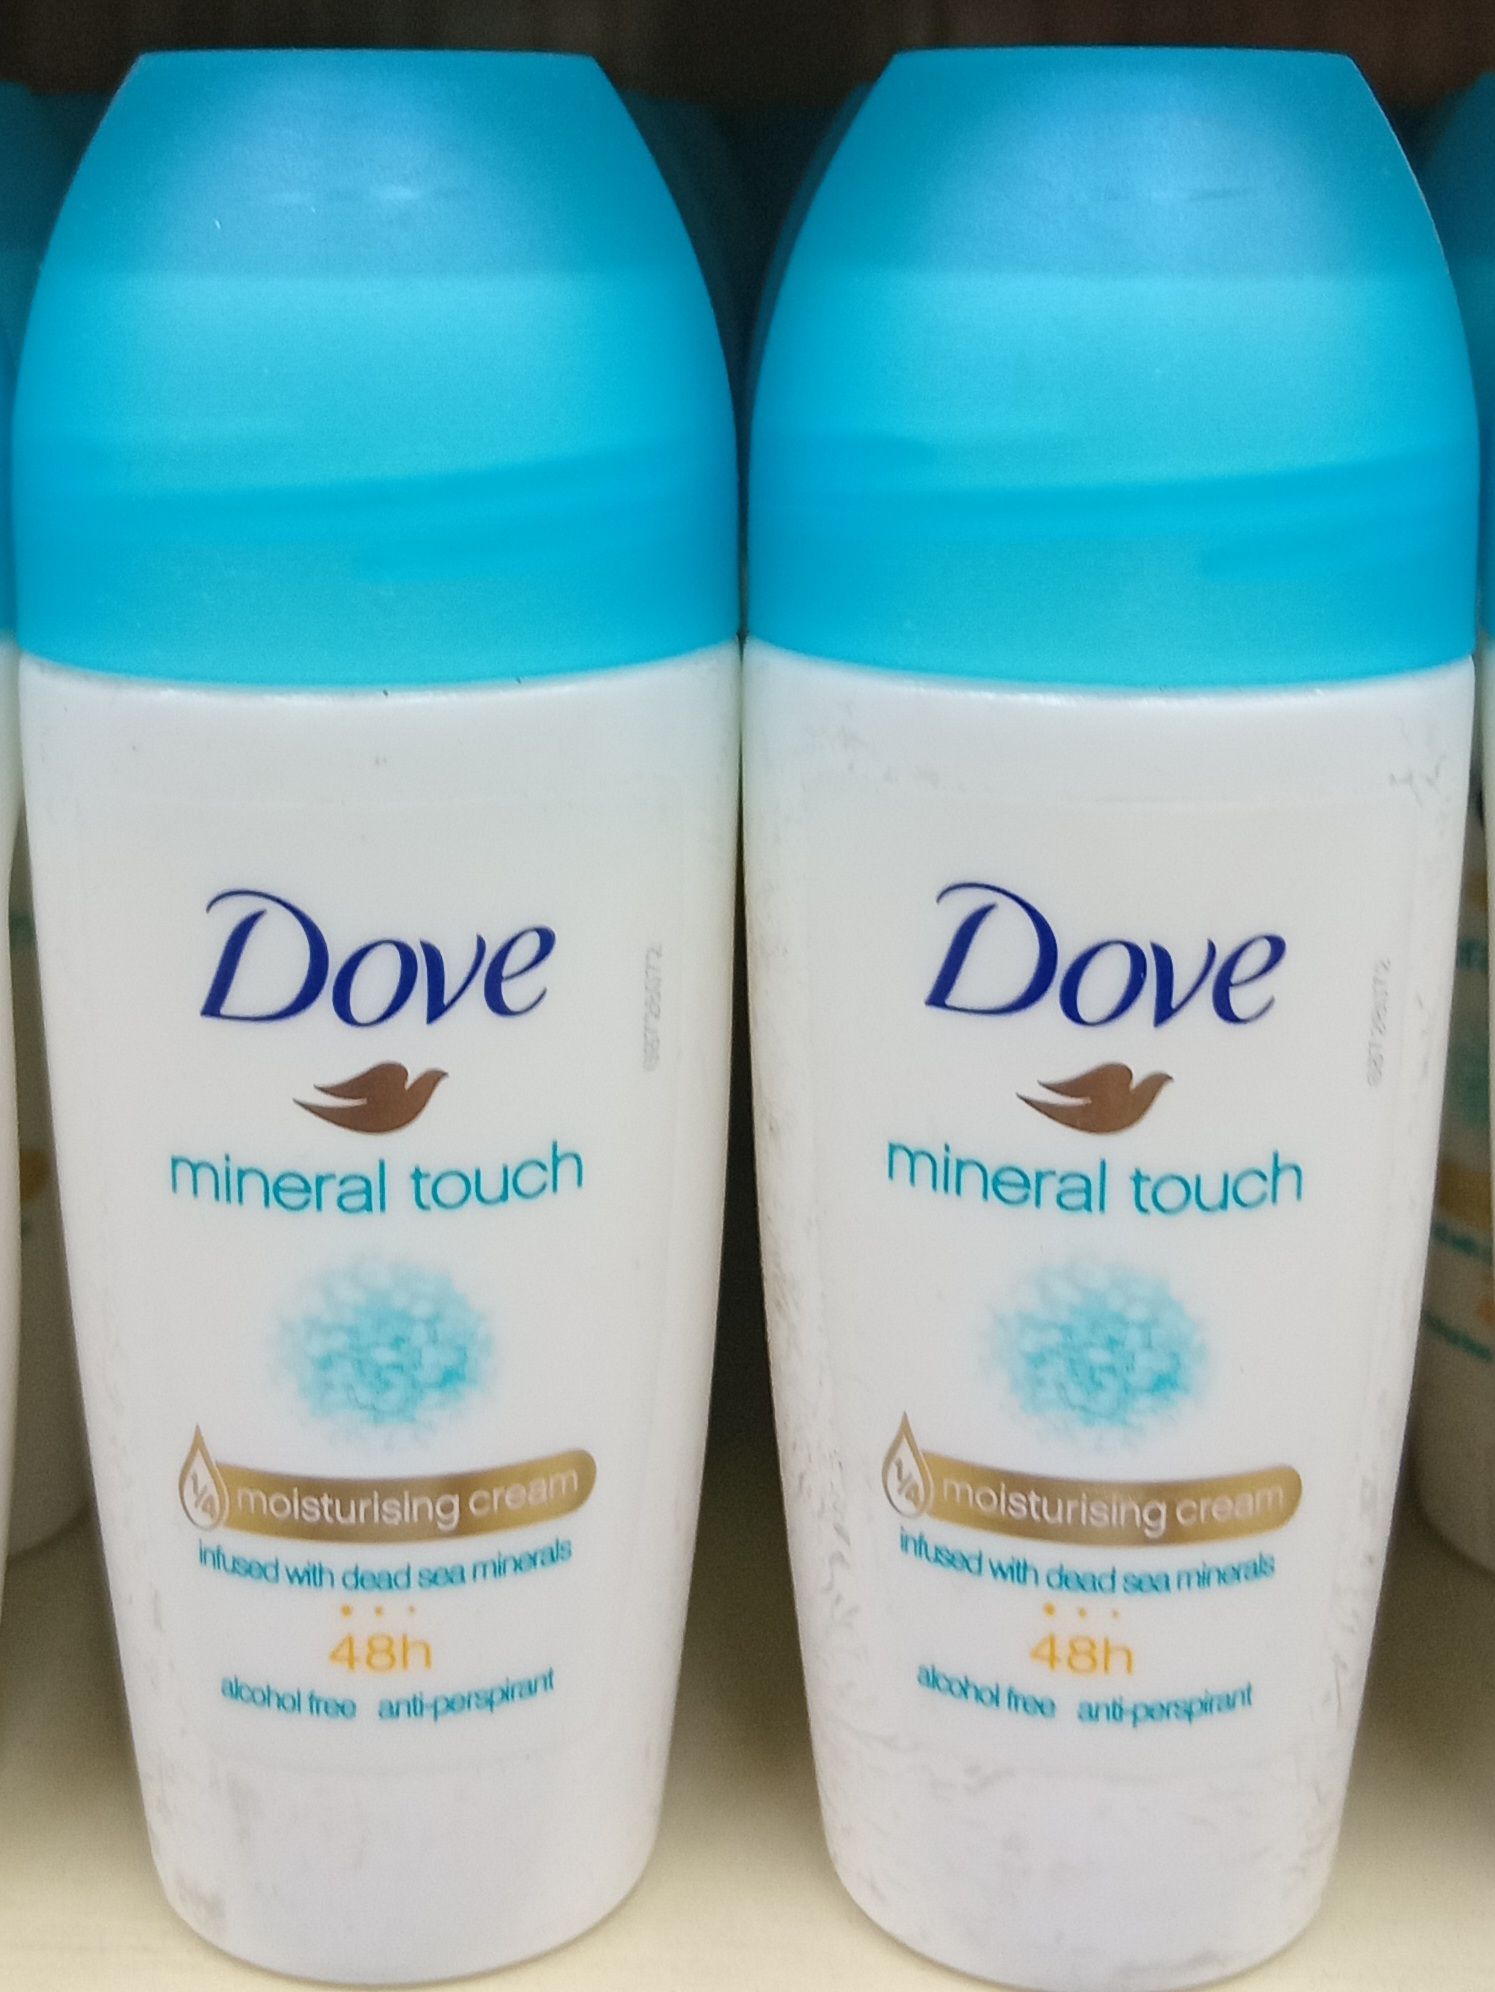 Dove
mineral touch
1/4 moisturising cream
infused with dead sea minerals
48h
alcohol free anti-perspirant
Dove
mineral touch
1/4 moisturising cream
infused with dead sea minerals
48h
alcohol free anti-perspirant